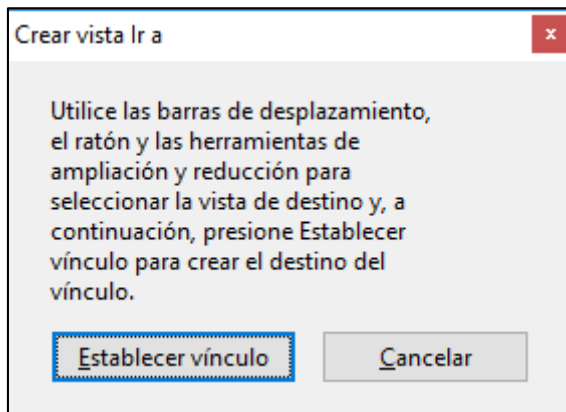 Crear vista Ir a
x
Utilice las barras de desplazamiento,
el ratón y las herramientas de
ampliación y reducción para
seleccionar la vista de destino y, a
continuación, presione Establecer
vínculo para crear el destino del
vínculo.
Establecer vínculo
Cancelar